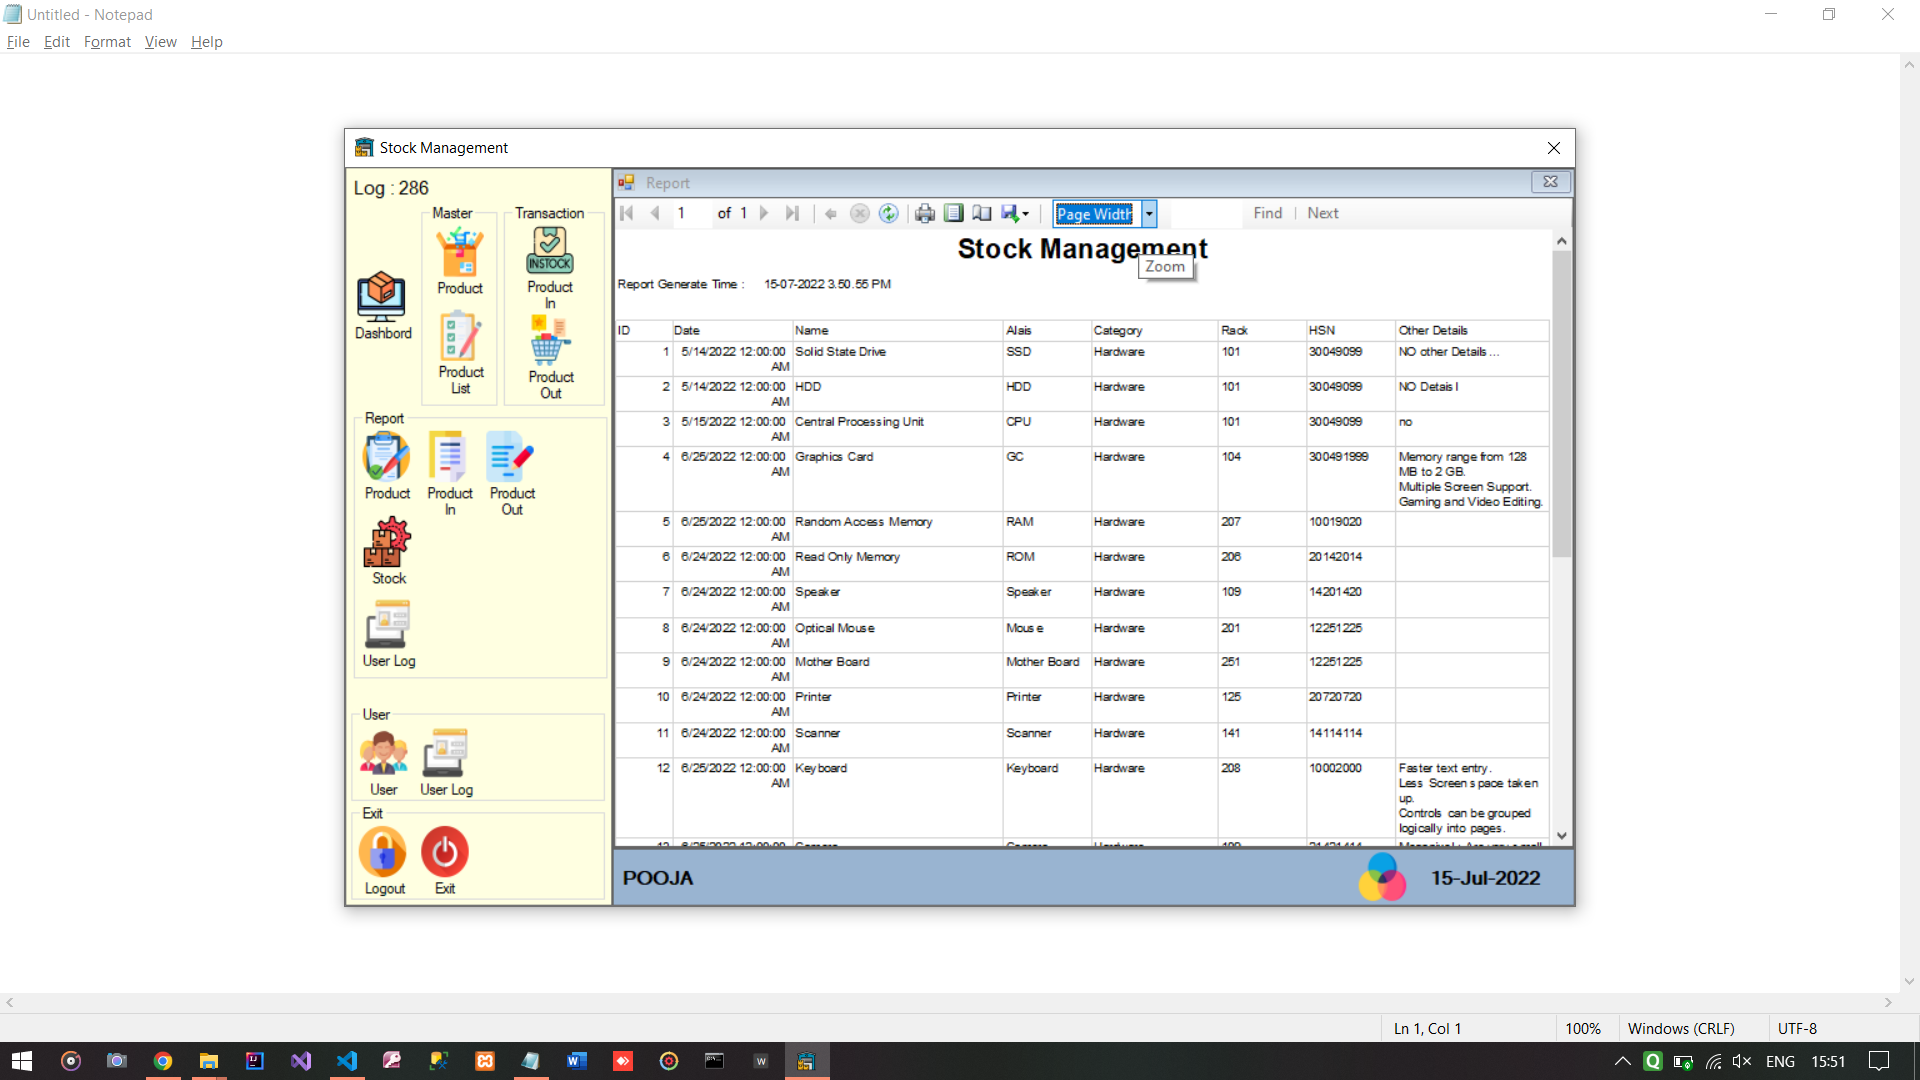 Untitled - Notepad
File Edit Format View Help
Stock Management
Log : 286
Master
Transaction
Dashbord
Product
Product In
Product List
Product Out
Report
Product
Product In
Product Out
Stock
User Log
User
User
User Log
Exit
Logout
Exit
Report
1 of 1 Page Width Find Next
Zoom
Stock Management
Report Generate Time : 15-07-2022 3.50.55 PM
ID Date Name Alais Category Rack HSN Other Details
1 5/14/2022 12:00:00 AM Solid State Drive SSD Hardware 101 30049099 NO other Details ...
2 5/14/2022 12:00:00 AM HDD HDD Hardware 101 30049099 NO Detais l
3 5/15/2022 12:00:00 AM Central Processing Unit CPU Hardware 101 30049099 no
4 6/25/2022 12:00:00 AM Graphics Card GC Hardware 104 300491999 Memory range from 128
MB to 2 GB.
Multiple Screen Support.
Gaming and Video Editing.
5 6/25/2022 12:00:00 AM Random Access Memory RAM Hardware 207 10019020
6 6/24/2022 12:00:00 AM Read Only Memory ROM Hardware 206 20142014
7 6/24/2022 12:00:00 AM Speaker Speaker Hardware 109 14201420
8 6/24/2022 12:00:00 AM Optical Mouse Mouse Hardware 201 12251225
9 6/24/2022 12:00:00 AM Mother Board Mother Board Hardware 251 12251225
10 6/24/2022 12:00:00 AM Printer Printer Hardware 125 20720720
11 6/24/2022 12:00:00 AM Scanner Scanner Hardware 141 14114114
12 6/25/2022 12:00:00 AM Keyboard Keyboard Hardware 208 10002000 Faster text entry.
Less Screen space taken
up.
Controls can be grouped
logically into pages.
POOJA
15-Jul-2022
INSTOCK
Ln 1, Col 1 100% Windows (CRLF) UTF-8
ENG 15:51